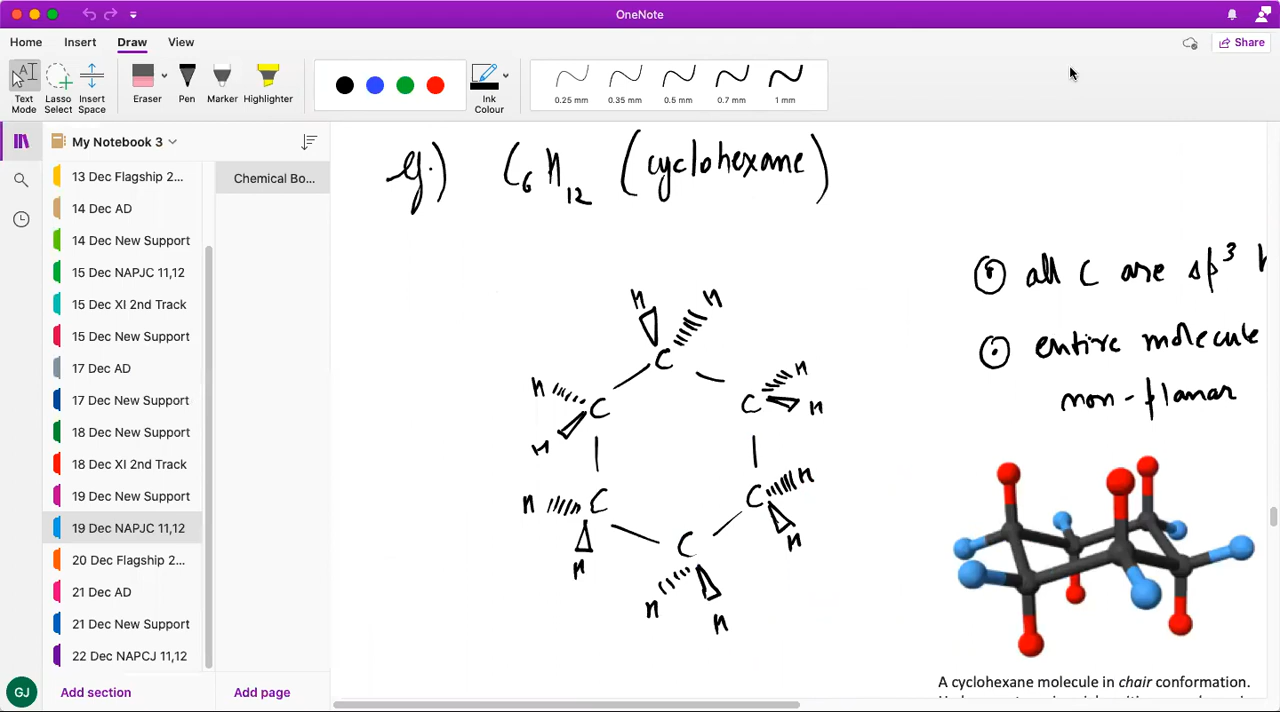 OneNote
Home Insert Draw View
Share
Text Mode
Lasso Select
Insert Space
Eraser
Pen
Marker
Highlighter
Ink Colour
0.25 mm
0.35 mm
0.5 mm
0.7 mm
1 mm
My Notebook 3
13 Dec Flagship 2...
14 Dec AD
14 Dec New Support
15 Dec NAPJC 11,12
15 Dec XI 2nd Track
15 Dec New Support
17 Dec AD
17 Dec New Support
18 Dec New Support
18 Dec XI 2nd Track
19 Dec New Support
19 Dec NAPJC 11,12
20 Dec Flagship 2...
21 Dec AD
21 Dec New Support
22 Dec NAPCJ 11,12
GJ
Add section
Chemical Bo...
Add page
eg.) C6H12 (cyclohexane)
all C are sp3
entire molecule
non-planar
H H
C
H C C H
H H
H C C H
H C H
H H
A cyclohexane molecule in chair conformation.